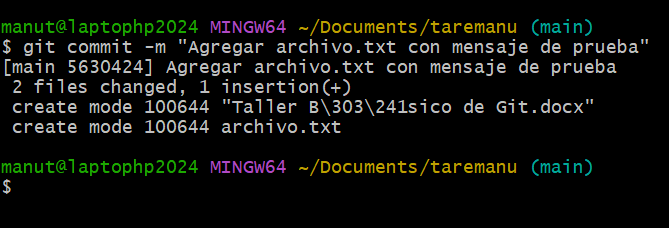 manut@laptophp2024 MINGW64 ~/Documents/taremanu (main)
$ git commit -m "Agregar archivo.txt con mensaje de prueba"
[main 5630424] Agregar archivo.txt con mensaje de prueba
 2 files changed, 1 insertion(+)
 create mode 100644 "Taller B\303\241sico de Git.docx"
 create mode 100644 archivo.txt
manut@laptophp2024 MINGW64 ~/Documents/taremanu (main)
$